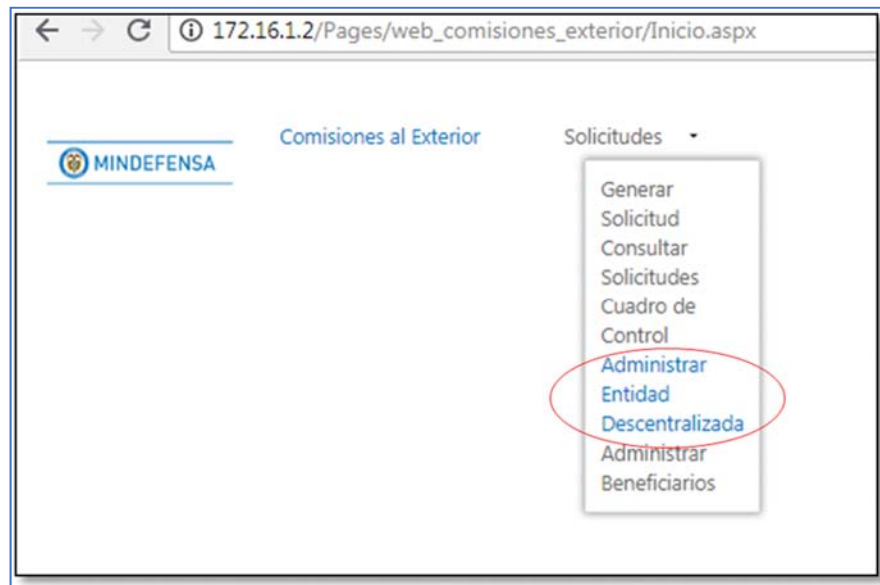 172.16.1.2/Pages/web_comisiones_exterior/Inicio.aspx
MINDEFENSA
Comisiones al Exterior
Solicitudes
Generar
Solicitud
Consultar
Solicitudes
Cuadro de
Control
Administrar
Entidad
Descentralizada
Administrar
Beneficiarios